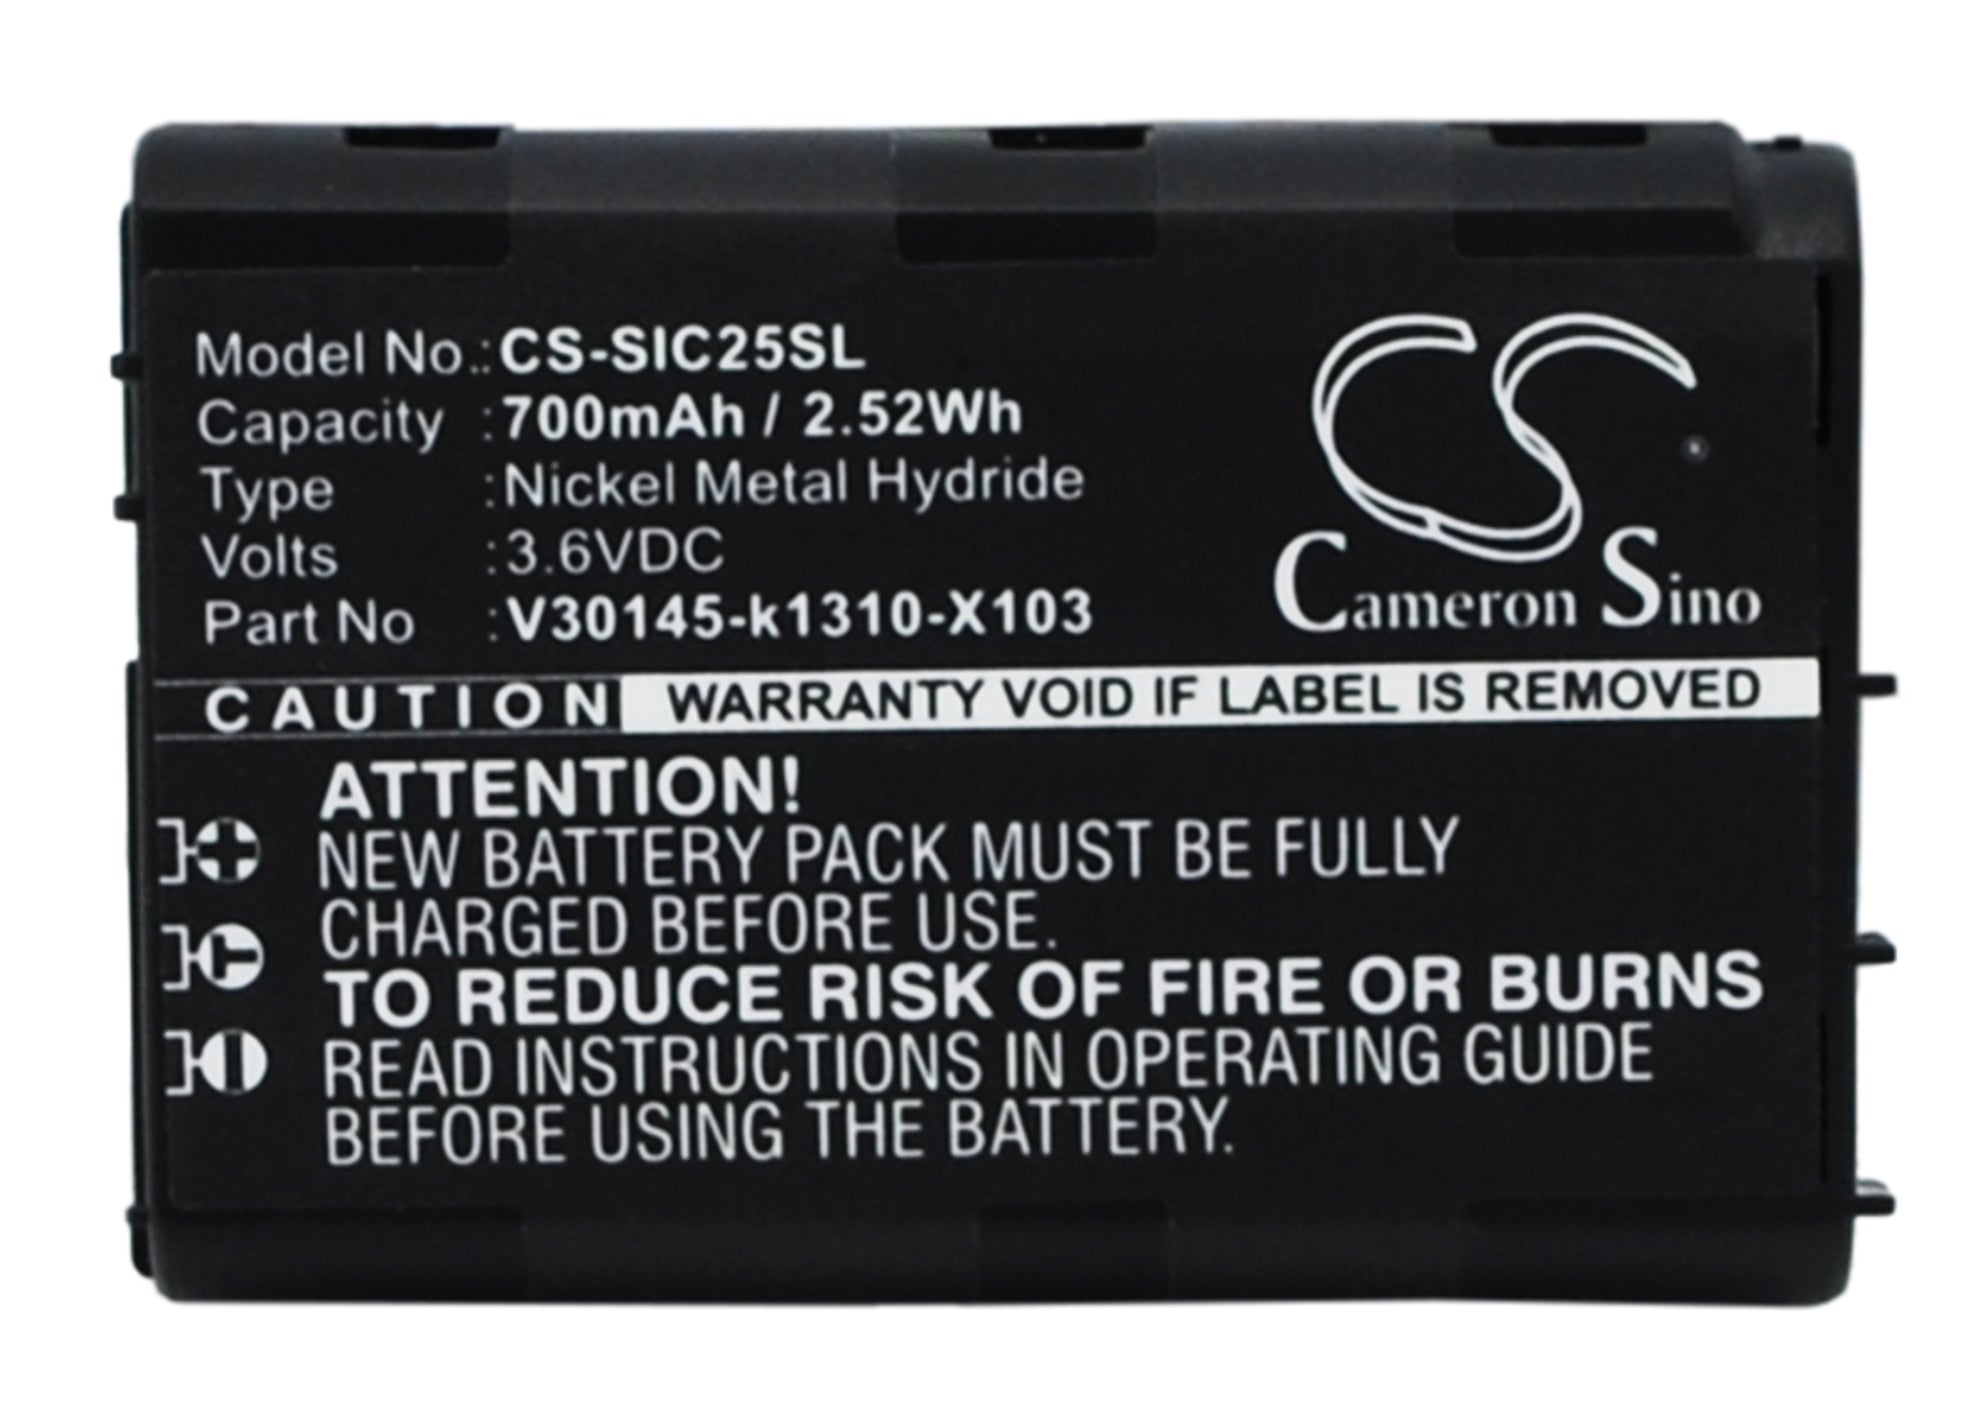 Model No.: CS-SIC25SL
Capacity : 700mAh / 2.52Wh
Type : Nickel Metal Hydride
Volts : 3.6VDC
Part No : V30145-k1310-X103
CS
Cameron Sino
CAUTION WARRANTY VOID IF LABEL IS REMOVED
ATTENTION!
NEW BATTERY PACK MUST BE FULLY
CHARGED BEFORE USE.
TO REDUCE RISK OF FIRE OR BURNS
READ INSTRUCTIONS IN OPERATING GUIDE
BEFORE USING THE BATTERY.